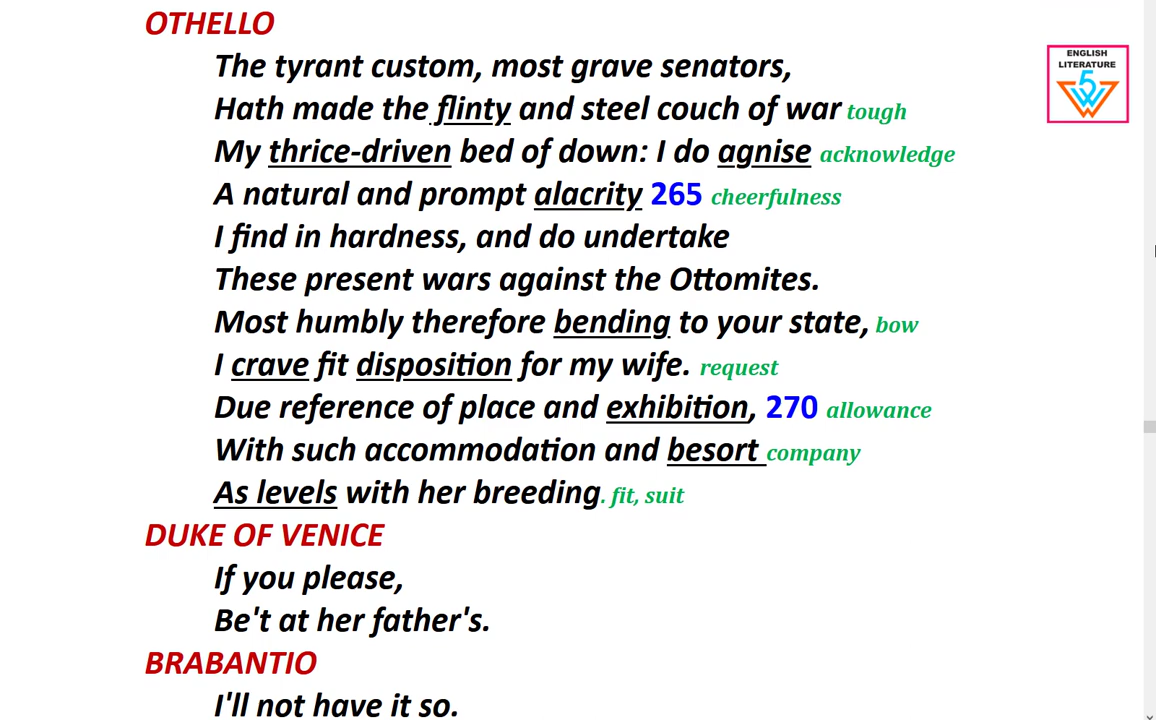 OTHELLO
The tyrant custom, most grave senators,
Hath made the flinty and steel couch of war tough
My thrice-driven bed of down: I do agnise acknowledge
A natural and prompt alacrity 265 cheerfulness
I find in hardness, and do undertake
These present wars against the Ottomites.
Most humbly therefore bending to your state, bow
I crave fit disposition for my wife. request
Due reference of place and exhibition, 270 allowance
With such accommodation and besort company
As levels with her breeding. fit, suit
DUKE OF VENICE
If you please,
Be't at her father's.
BRABANTIO
I'll not have it so.
ENGLISH
LITERATURE
5
W